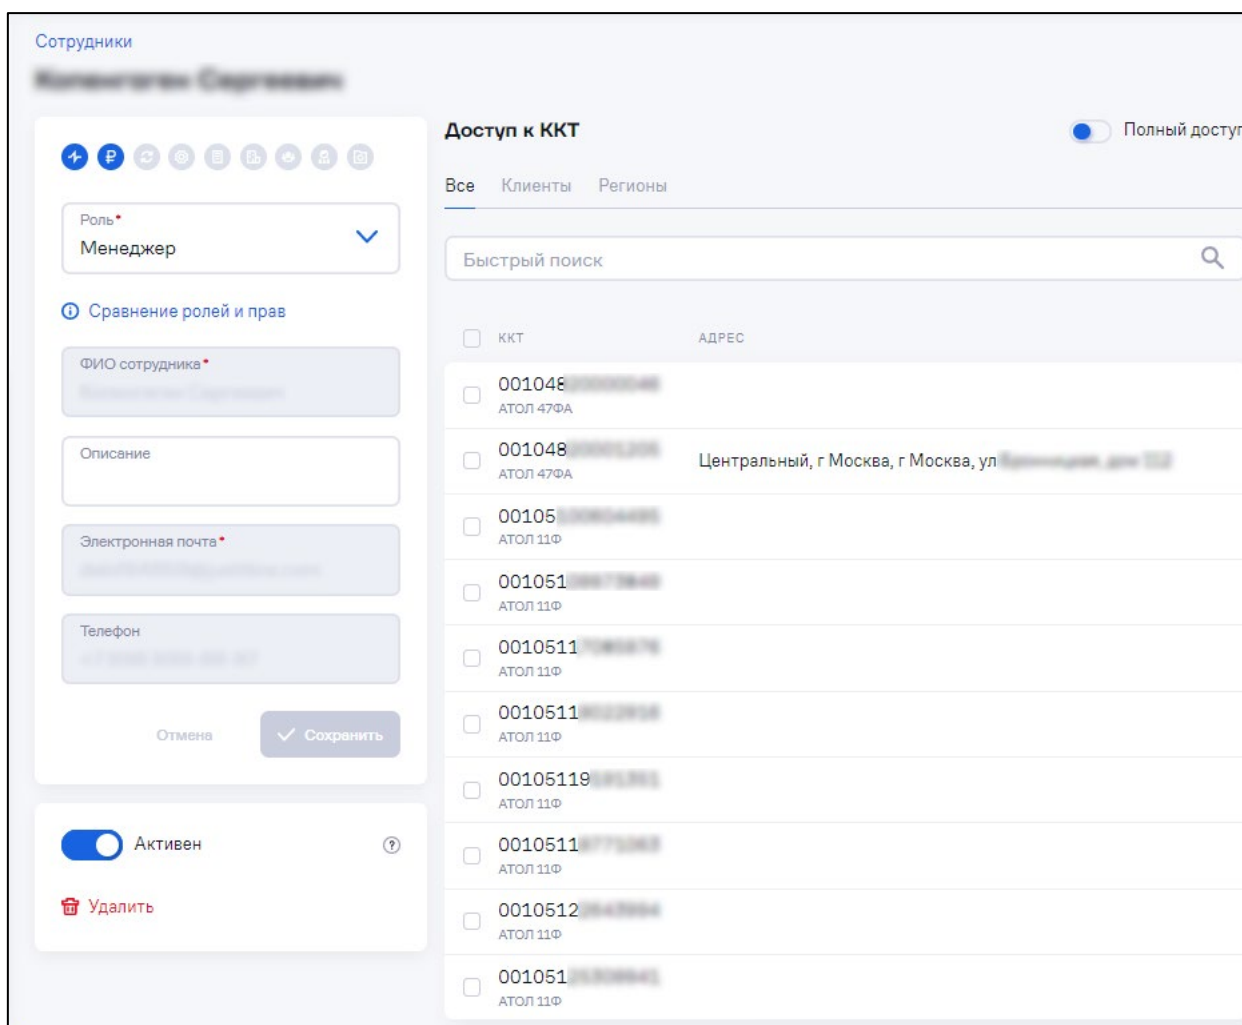 Сотрудники
Роль*
Менеджер
Сравнение ролей и прав
ФИО сотрудника*
Описание
Электронная почта*
Телефон
Отмена
Сохранить
Активен
Удалить
Доступ к ККТ
Полный доступ
Все Клиенты Регионы
Быстрый поиск
ККТ АДРЕС
001048
АТОЛ 47ФА
001048 Центральный, г Москва, г Москва, ул
АТОЛ 47ФА
00105
АТОЛ 11Ф
001051
АТОЛ 11Ф
0010511
АТОЛ 11Ф
0010511
АТОЛ 11Ф
00105119
АТОЛ 11Ф
0010511
АТОЛ 11Ф
0010512
АТОЛ 11Ф
001051
АТОЛ 11Ф